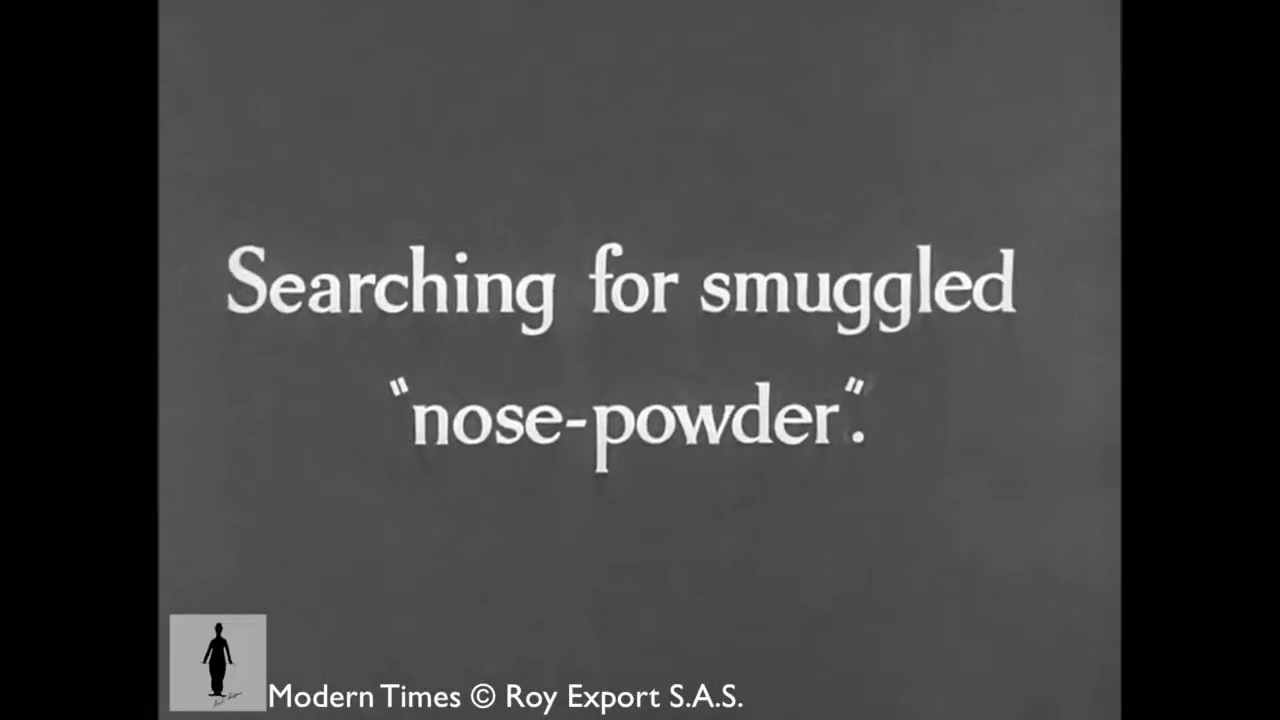 Searching for smuggled
"nose-powder".
Modern Times © Roy Export S.A.S.